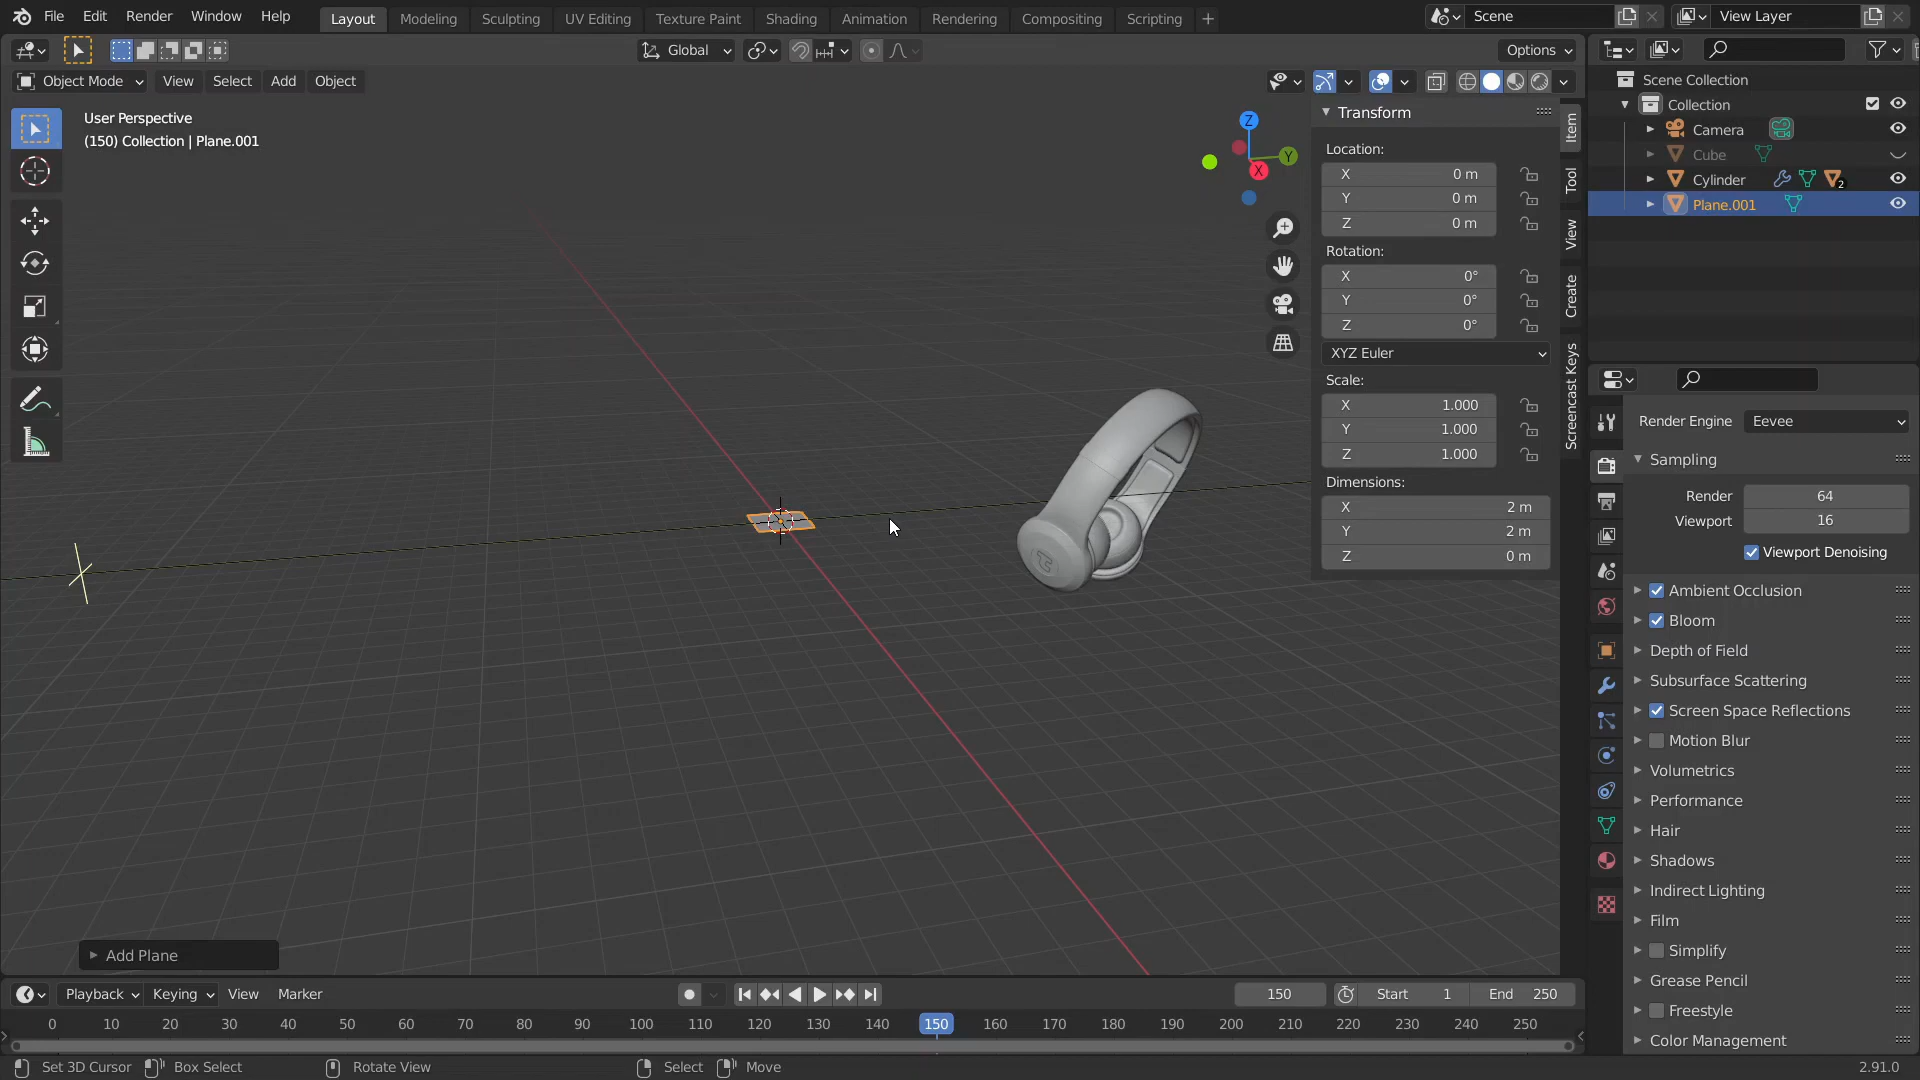 File Edit Render Window Help Layout Modeling Sculpting UV Editing Texture Paint Shading Animation Rendering Compositing Scripting + Scene View Layer
Global Options
Object Mode View Select Add Object
User Perspective
(150) Collection | Plane.001
Z
Y
X
Transform
Location:
X 0 m
Y 0 m
Z 0 m
Rotation:
X 0°
Y 0°
Z 0°
XYZ Euler
Scale:
X 1.000
Y 1.000
Z 1.000
Dimensions:
X 2 m
Y 2 m
Z 0 m
Item
Tool
View
Create
Screencast Keys
Scene Collection
Collection
Camera
Cube
Cylinder 2
Plane.001
Render Engine Eevee
Sampling
Render 64
Viewport 16
Viewport Denoising
Ambient Occlusion
Bloom
Depth of Field
Subsurface Scattering
Screen Space Reflections
Motion Blur
Volumetrics
Performance
Hair
Shadows
Indirect Lighting
Film
Simplify
Grease Pencil
Freestyle
Color Management
Add Plane
Playback Keying View Marker 150 Start 1 End 250
0 10 20 30 40 50 60 70 80 90 100 110 120 130 140 150 160 170 180 190 200 210 220 230 240 250
Set 3D Cursor Box Select Rotate View Select Move 2.91.0